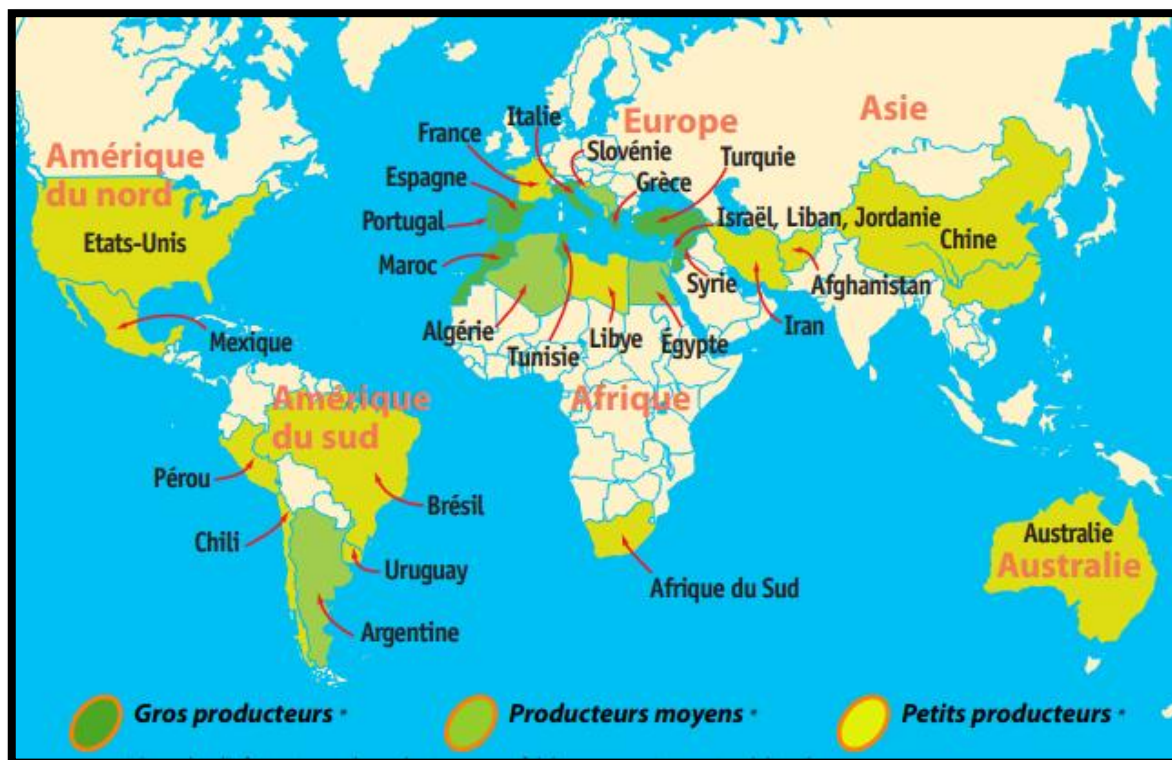 Italie
Europe
Asie
France
Slovénie
Turquie
Amérique
du nord
Espagne
Grèce
Portugal
Israël, Liban, Jordanie
Etats-Unis
Chine
Maroc
Syrie
Afghanistan
Mexique
Algérie
Tunisie
Libye
Égypte
Iran
Amérique
du sud
Afrique
Pérou
Brésil
Chili
Uruguay
Afrique du Sud
Australie
Australie
Argentine
Gros producteurs *
Producteurs moyens *
Petits producteurs *